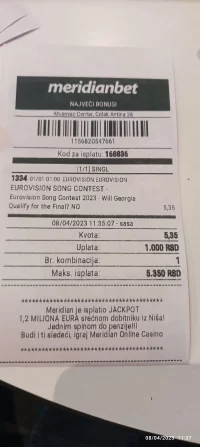 meridianbet
NAJVEĆI BONUSI
Kruševac Centar, Čolak Antina 26
1156820547661
Kod za isplatu: 168836
[1/1] SINGL
1334 01/01 01:00 EUROVISION EUROVISION
EUROVISION SONG CONTEST -
Eurovision Song Contest 2023 - Will Georgia
Qualify for the Final? NO 5,35
08/04/2023 11:35:07 - sasa
Kvota: 5,35
Uplata: 1.000 RSD
Br. kombinacija: 1
Maks. isplata: 5.350 RSD
Meridian je isplatio JACKPOT
1,2 MILIONA EURA srećnom dobitniku iz Niša!
Jednim spinom do penzije!!!
Budi i ti sledeći, igraj Meridian Online Casino
08/04/2023 11:37